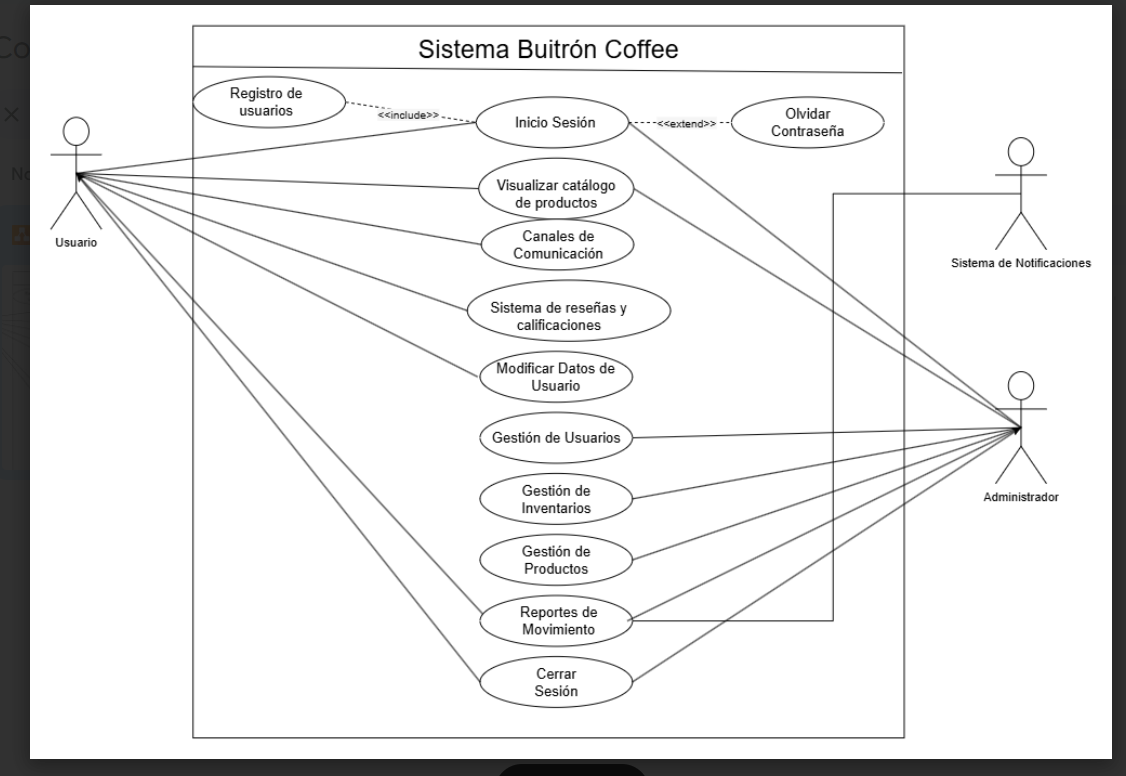 Sistema Buitrón Coffee
Registro de
usuarios
<<include>>
Inicio Sesión
<<extend>>
Olvidar
Contraseña
Visualizar catálogo
de productos
Canales de
Comunicación
Sistema de reseñas y
calificaciones
Modificar Datos de
Usuario
Gestión de Usuarios
Gestión de
Inventarios
Gestión de
Productos
Reportes de
Movimiento
Cerrar
Sesión
Usuario
Sistema de Notificaciones
Administrador